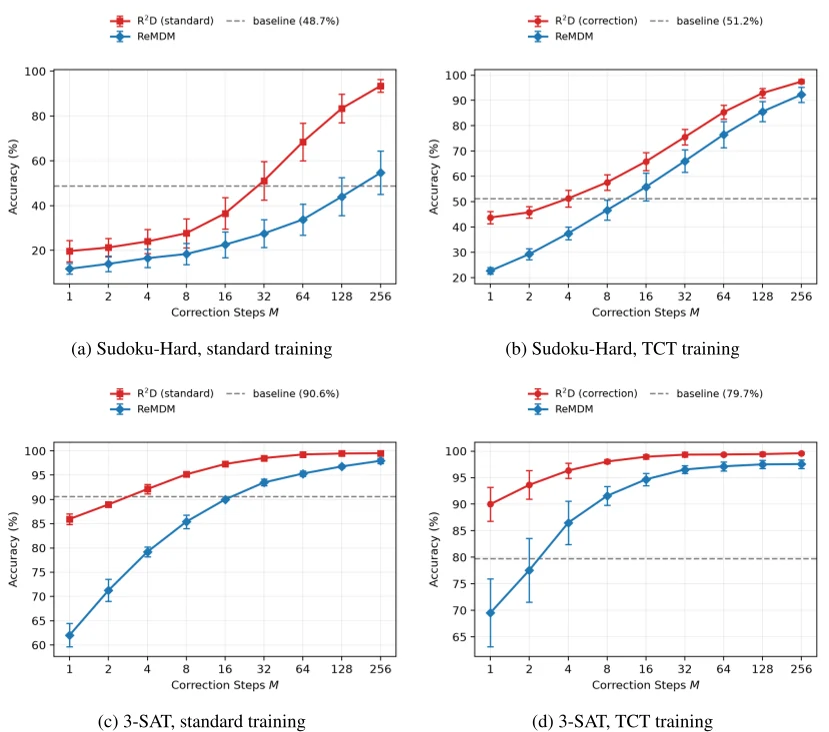 R²D (standard)
baseline (48.7%)
ReMDM
100
80
60
40
20
Accuracy (%)
1 2 4 8 16 32 64 128 256
Correction Steps M
(a) Sudoku-Hard, standard training
R²D (correction)
baseline (51.2%)
ReMDM
100
90
80
70
60
50
40
30
20
Accuracy (%)
1 2 4 8 16 32 64 128 256
Correction Steps M
(b) Sudoku-Hard, TCT training
R²D (standard)
baseline (90.6%)
ReMDM
100
95
90
85
80
75
70
65
60
Accuracy (%)
1 2 4 8 16 32 64 128 256
Correction Steps M
(c) 3-SAT, standard training
R²D (correction)
baseline (79.7%)
ReMDM
100
95
90
85
80
75
70
65
Accuracy (%)
1 2 4 8 16 32 64 128 256
Correction Steps M
(d) 3-SAT, TCT training